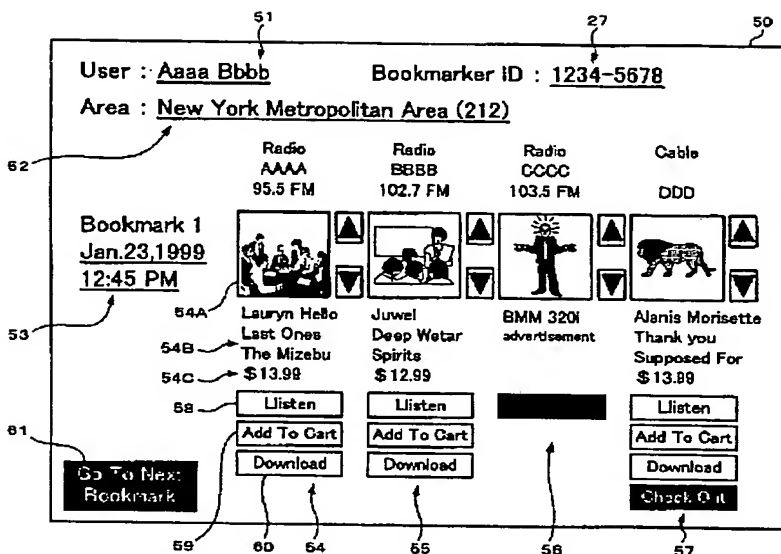 51
27
50
User : Aaaa Bbbb
Bookmarker ID : 1234-5678
Area : New York Metropolitan Area (212)
62
Radio
AAAA
95.5 FM
Radio
BBBB
102.7 FM
Radio
CCCC
103.5 FM
Cable
DDD
Bookmark 1
Jan.23,1999
12:45 PM
53
54A
Lauryn Hello
Last Ones
The Mizebu
$13.99
54B
54C
Juwel
Deep Wetar
Spirits
$12.99
BMM 320i
advertisement
Alanis Morisette
Thank you
Supposed For
$13.99
58
Llisten
Add To Cart
Download
Llisten
Add To Cart
Download
Llisten
Add To Cart
Download
Check Out
61
Go To Next
Bookmark
59
60
54
55
56
57